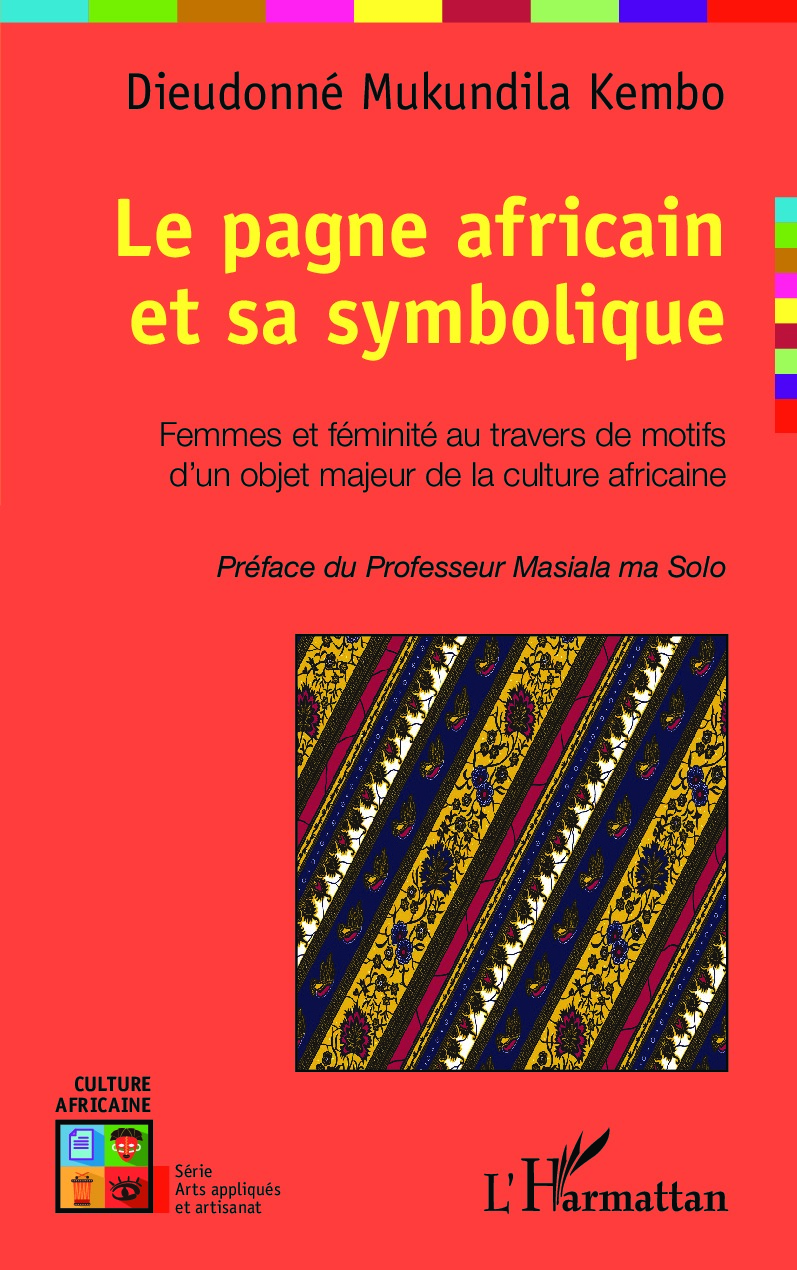 Dieudonné Mukundila Kembo
Le pagne africain
et sa symbolique
Femmes et féminité au travers de motifs
d'un objet majeur de la culture africaine
Préface du Professeur Masiala ma Solo
CULTURE
AFRICAINE
Série
Arts appliqués
et artisanat
L'Harmattan